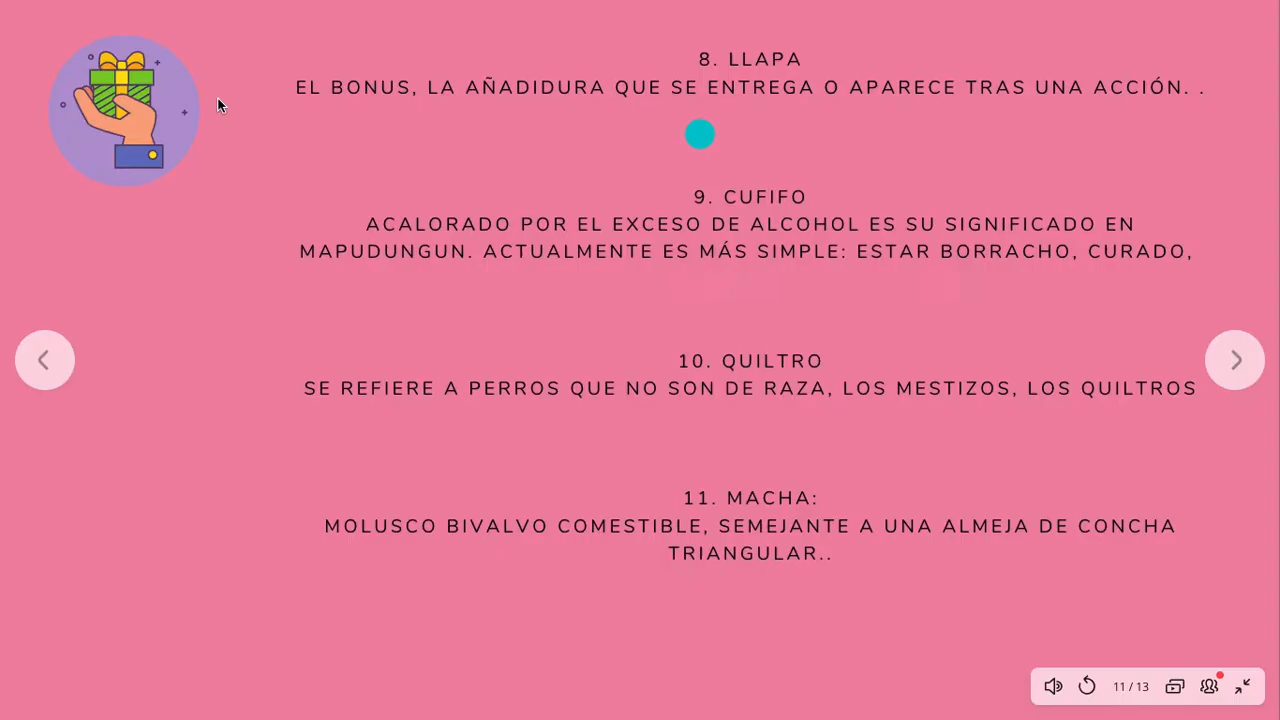 8. LLAPA
EL BONUS, LA AÑADIDURA QUE SE ENTREGA O APARECE TRAS UNA ACCIÓN. .
9. CUFIFO
ACALORADO POR EL EXCESO DE ALCOHOL ES SU SIGNIFICADO EN
MAPUDUNGUN. ACTUALMENTE ES MÁS SIMPLE: ESTAR BORRACHO, CURADO,
10. QUILTRO
SE REFIERE A PERROS QUE NO SON DE RAZA, LOS MESTIZOS, LOS QUILTROS
11. MACHA:
MOLUSCO BIVALVO COMESTIBLE, SEMEJANTE A UNA ALMEJA DE CONCHA
TRIANGULAR..
11 / 13